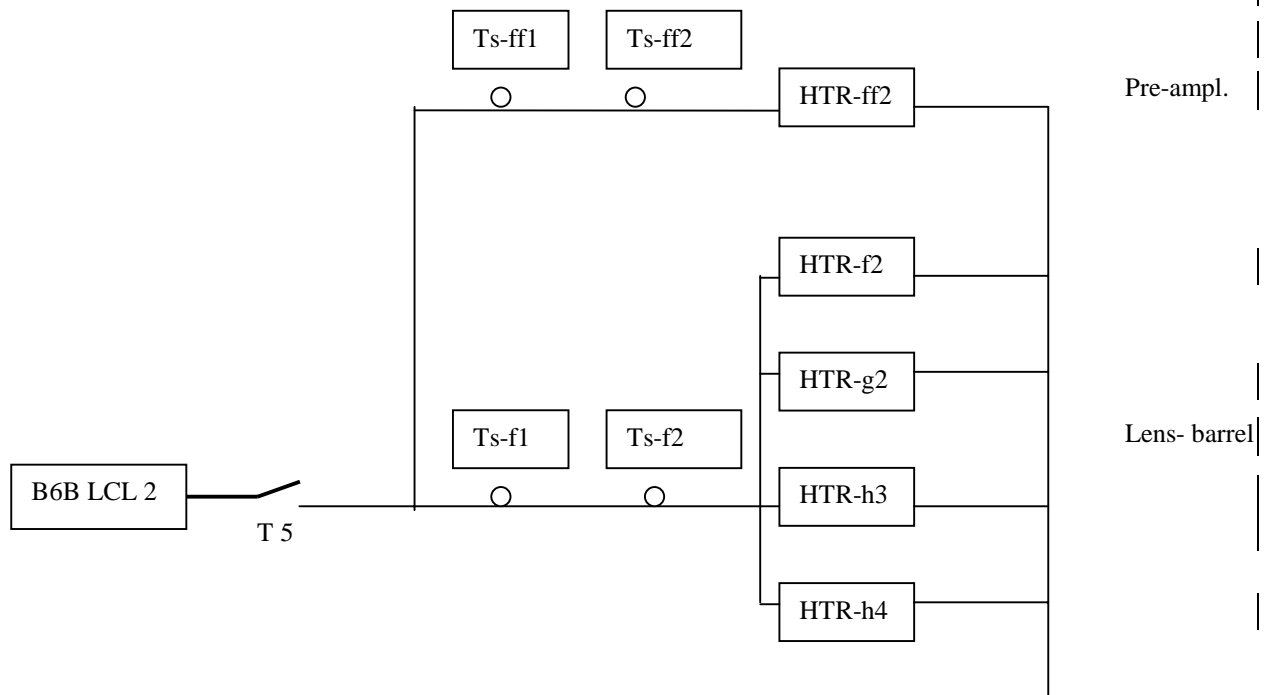 Ts-ff1
Ts-ff2
HTR-ff2
Pre-ampl.
HTR-f2
HTR-g2
Ts-f1
Ts-f2
Lens- barrel
B6B LCL 2
HTR-h3
T 5
HTR-h4